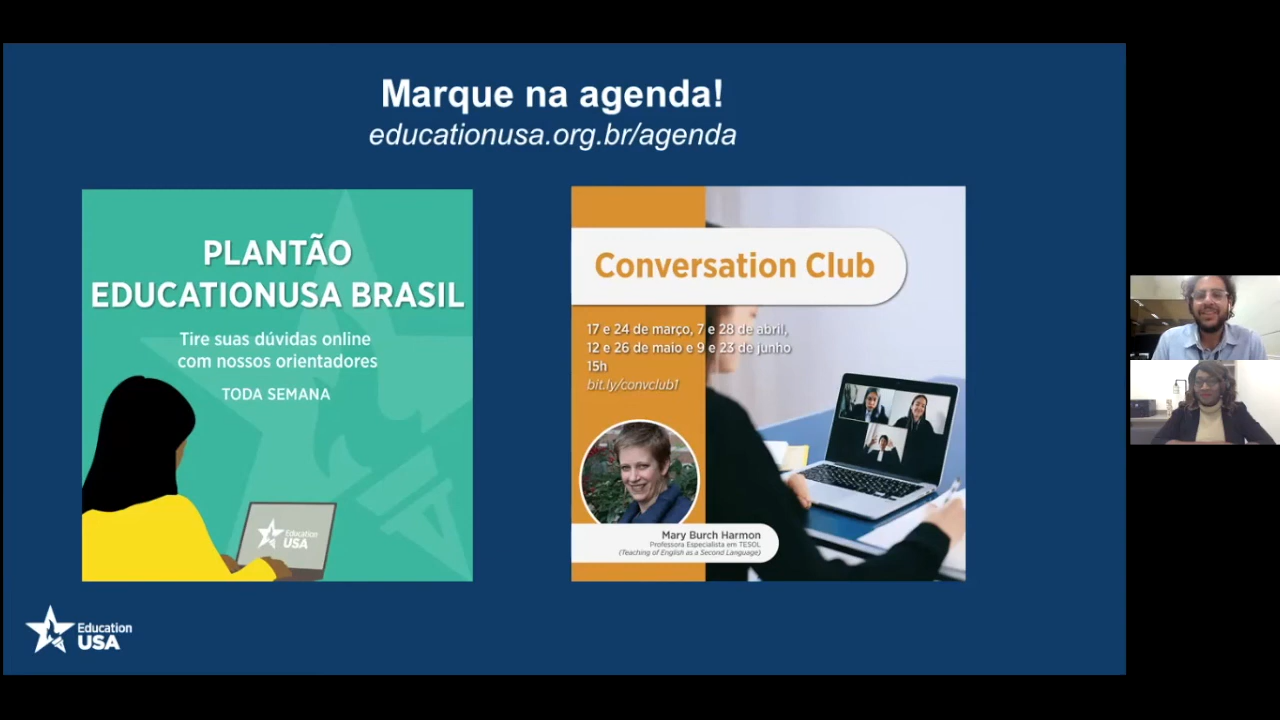 Marque na agenda!
educationusa.org.br/agenda
PLANTÃO
EDUCATIONUSA BRASIL
Tire suas dúvidas online
com nossos orientadores
TODA SEMANA
Education
USA
Conversation Club
17 e 24 de março, 7 e 28 de abril,
12 e 26 de maio e 9 e 23 de junho
15h
bit.ly/convclub1
Mary Burch Harmon
Professora Especialista em TESOL
(Teaching of English as a Second Language)
Education
USA